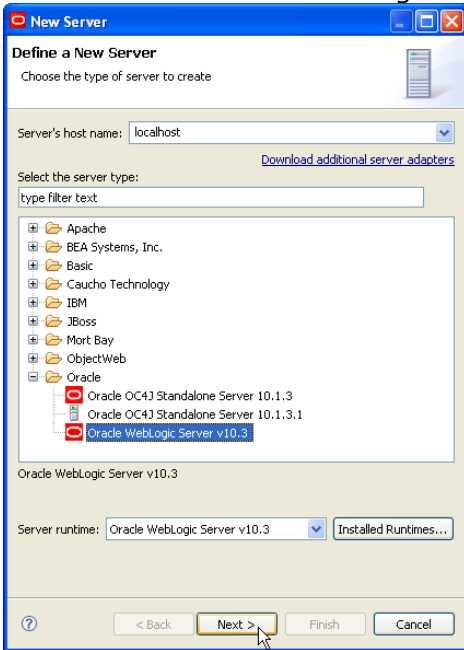 New Server
Define a New Server
Choose the type of server to create
Server's host name: localhost
Download additional server adapters
Select the server type:
type filter text
Apache
BEA Systems, Inc.
Basic
Caucho Technology
IBM
JBoss
Mort Bay
ObjectWeb
Oracle
Oracle OC4J Standalone Server 10.1.3
Oracle OC4J Standalone Server 10.1.3.1
Oracle WebLogic Server v10.3
Oracle WebLogic Server v10.3
Server runtime: Oracle WebLogic Server v10.3 Installed Runtimes...
? < Back Next > Finish Cancel